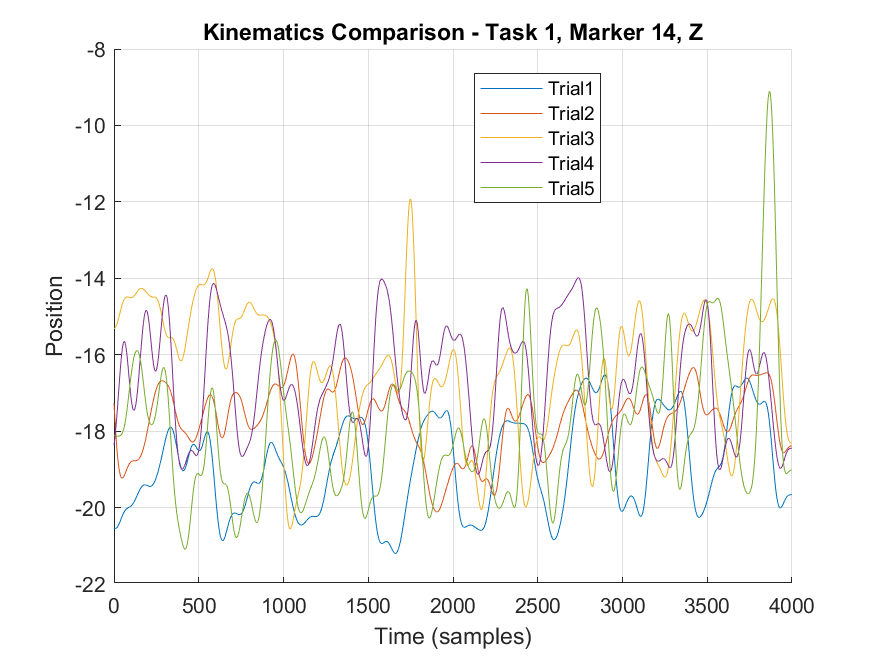 Kinematics Comparison - Task 1, Marker 14, Z
-8
-10
-12
-14
-16
-18
-20
-22
Position
Trial1
Trial2
Trial3
Trial4
Trial5
0 500 1000 1500 2000 2500 3000 3500 4000
Time (samples)